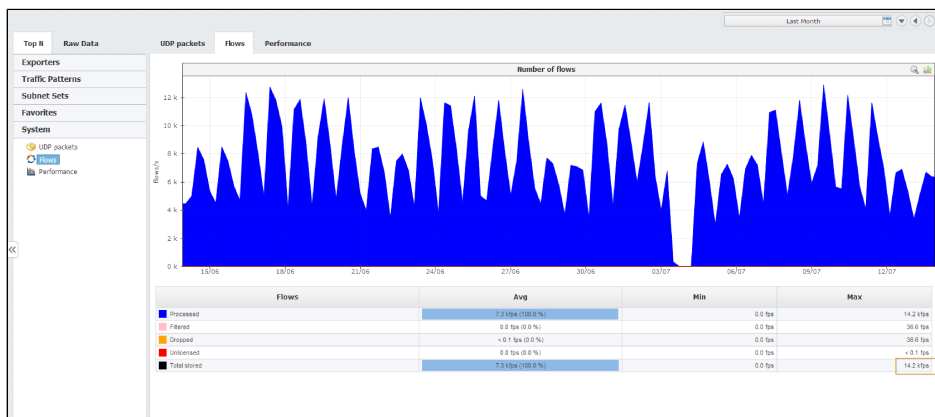 Last Month
Top N Raw Data UDP packets Flows Performance
Exporters
Traffic Patterns
Subnet Sets
Favorites
System
UDP packets
Flows
Performance
Number of flows
flows/s
12 k
10 k
8 k
6 k
4 k
2 k
0 k
15/06 18/06 21/06 24/06 27/06 30/06 03/07 06/07 09/07 12/07
Flows Avg Min Max
Processed 7.3 kfps (100.0 %) 0.0 fps 14.2 kfps
Filtered 0.0 fps (0.0 %) 0.0 fps 36.6 fps
Dropped < 0.1 fps (0.0 %) 0.0 fps 38.6 fps
Unlicensed 0.0 fps (0.0 %) 0.0 fps < 0.1 fps
Total stored 7.3 kfps (100.0 %) 0.0 fps 14.2 kfps